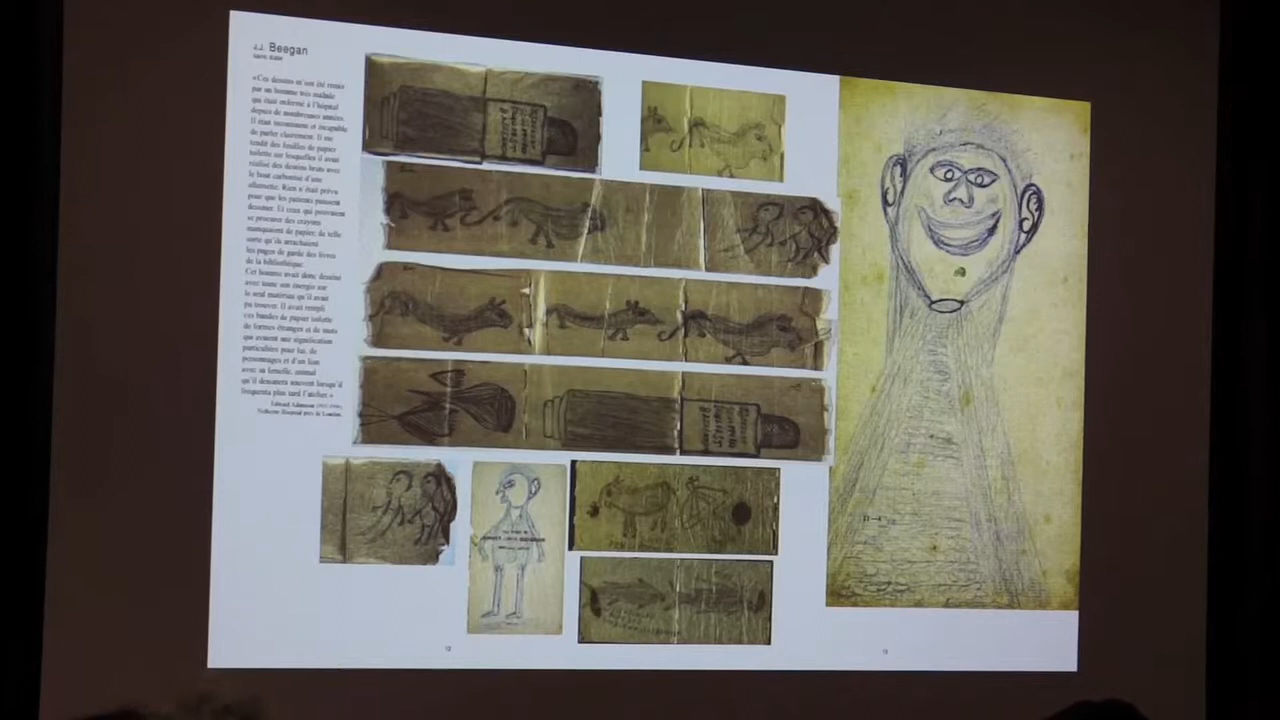 J.J. Beegan
«Ces dessins m'ont été remis
par un homme très malade
qui était enfermé à l'hôpital
depuis de nombreuses années.
Il était incontinent et incapable
de parler clairement. Il me
tendit des feuilles de papier
toilette sur lesquelles il avait
réalisé des dessins bruts avec
le bout carbonisé d'une
allumette. Rien n'était prévu
pour que les patients puissent
dessiner. Et ceux qui pouvaient
se procurer des crayons
manquaient de papier, de telle
sorte qu'ils arrachaient
les pages de garde des livres
de la bibliothèque.
Cet homme avait donc dessiné
avec toute son énergie sur
le seul matériau qu'il avait
pu trouver. Il avait rempli
ces bandes de papier toilette
de formes étranges et de mots
qui avaient une signification
particulière pour lui, de
personnages et d'un lion
avec sa femelle, animal
qu'il dessinera souvent lorsqu'il
fréquenta plus tard l'atelier.»
Edward Adamson
Netherne Hospital près de Londres
12
13